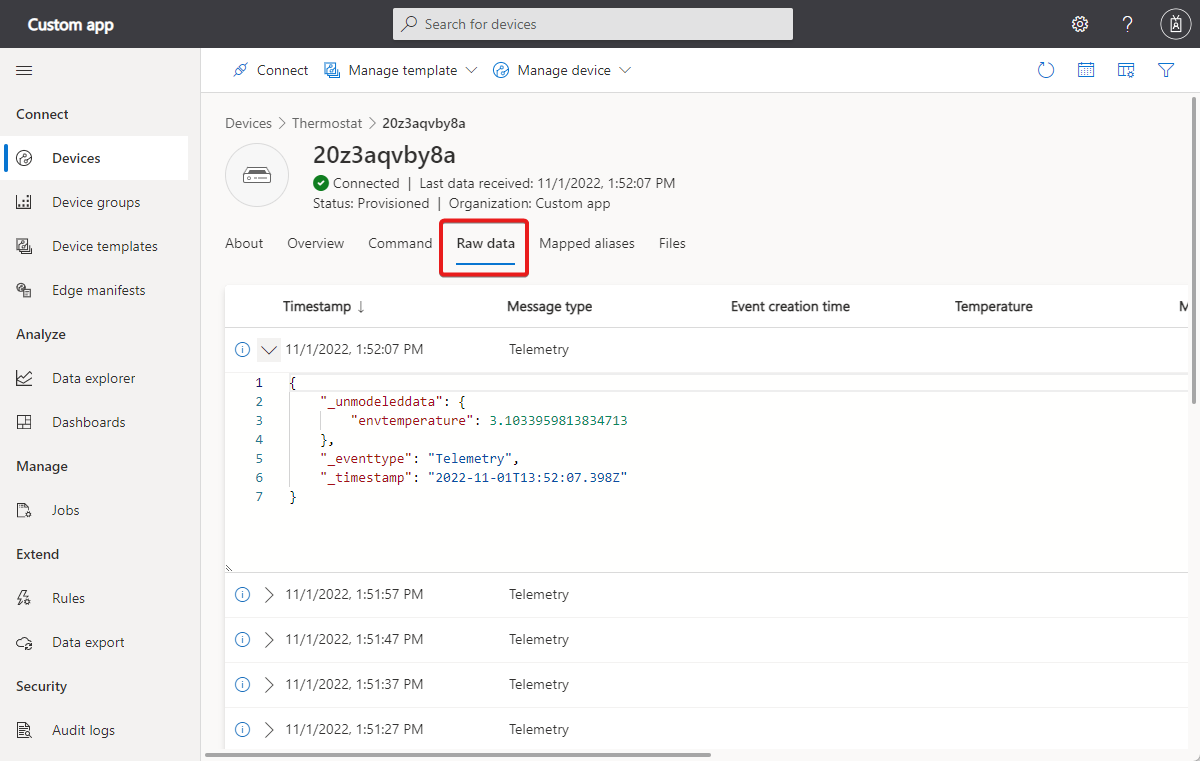 Custom app
Search for devices
?
Connect
Manage template
Manage device
Connect
Devices
Device groups
Device templates
Edge manifests
Analyze
Data explorer
Dashboards
Manage
Jobs
Extend
Rules
Data export
Security
Audit logs
Devices > Thermostat > 20z3aqvby8a
20z3aqvby8a
Connected | Last data received: 11/1/2022, 1:52:07 PM
Status: Provisioned | Organization: Custom app
About Overview Command Raw data Mapped aliases Files
Timestamp ↓ Message type Event creation time Temperature M
11/1/2022, 1:52:07 PM Telemetry
1 {
2 "_unmodeleddata": {
3 "envtemperature": 3.1033959813834713
4 },
5 "_eventtype": "Telemetry",
6 "_timestamp": "2022-11-01T13:52:07.398Z"
7 }
11/1/2022, 1:51:57 PM Telemetry
11/1/2022, 1:51:47 PM Telemetry
11/1/2022, 1:51:37 PM Telemetry
11/1/2022, 1:51:27 PM Telemetry